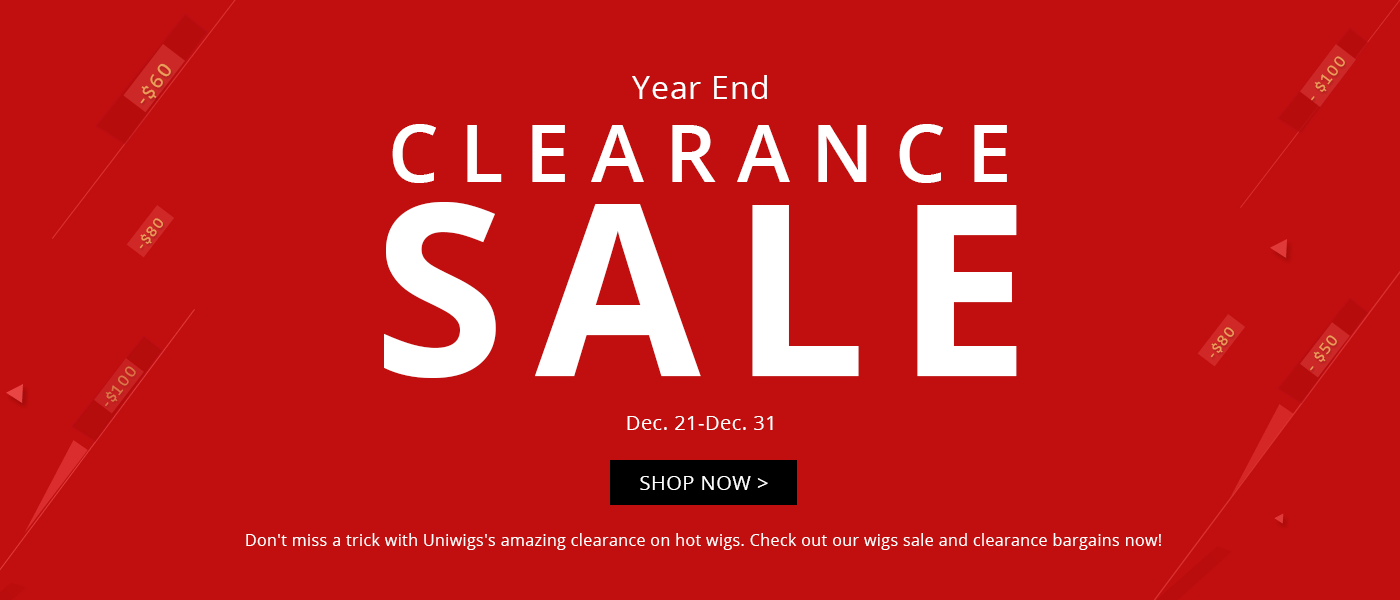 -$60
- $100
Year End
CLEARANCE
SALE
-$80
-$80
- $50
-$100
Dec. 21-Dec. 31
SHOP NOW >
Don't miss a trick with Uniwigs's amazing clearance on hot wigs. Check out our wigs sale and clearance bargains now!